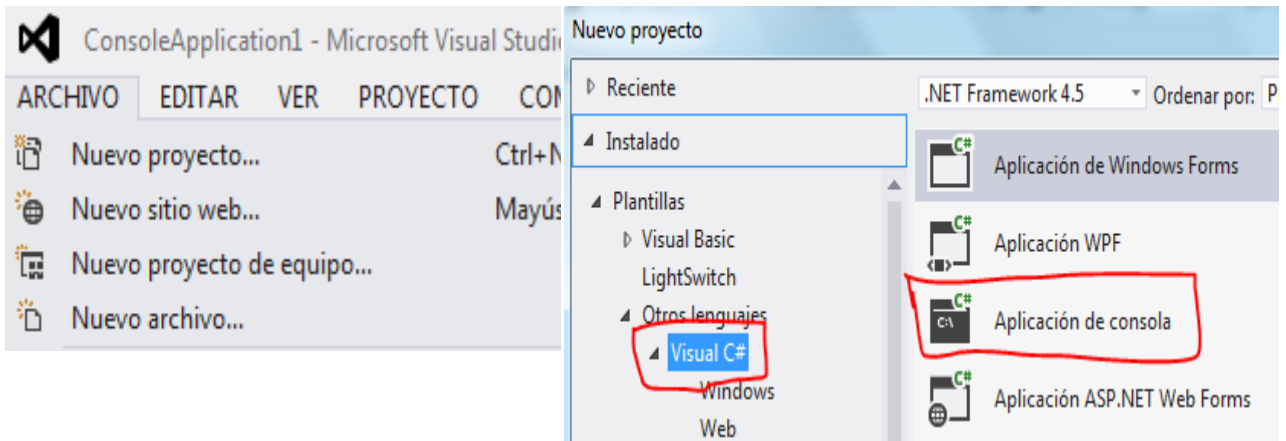 ConsoleApplication1 - Microsoft Visual Studi
ARCHIVO EDITAR VER PROYECTO COM
Nuevo proyecto... Ctrl+N
Nuevo sitio web... Mayús
Nuevo proyecto de equipo...
Nuevo archivo...
Nuevo proyecto
Reciente
Instalado
Plantillas
Visual Basic
LightSwitch
Otros lenguajes
Visual C#
Windows
Web
.NET Framework 4.5 Ordenar por: P
C# Aplicación de Windows Forms
C# Aplicación WPF
C# C:\ Aplicación de consola
C# Aplicación ASP.NET Web Forms